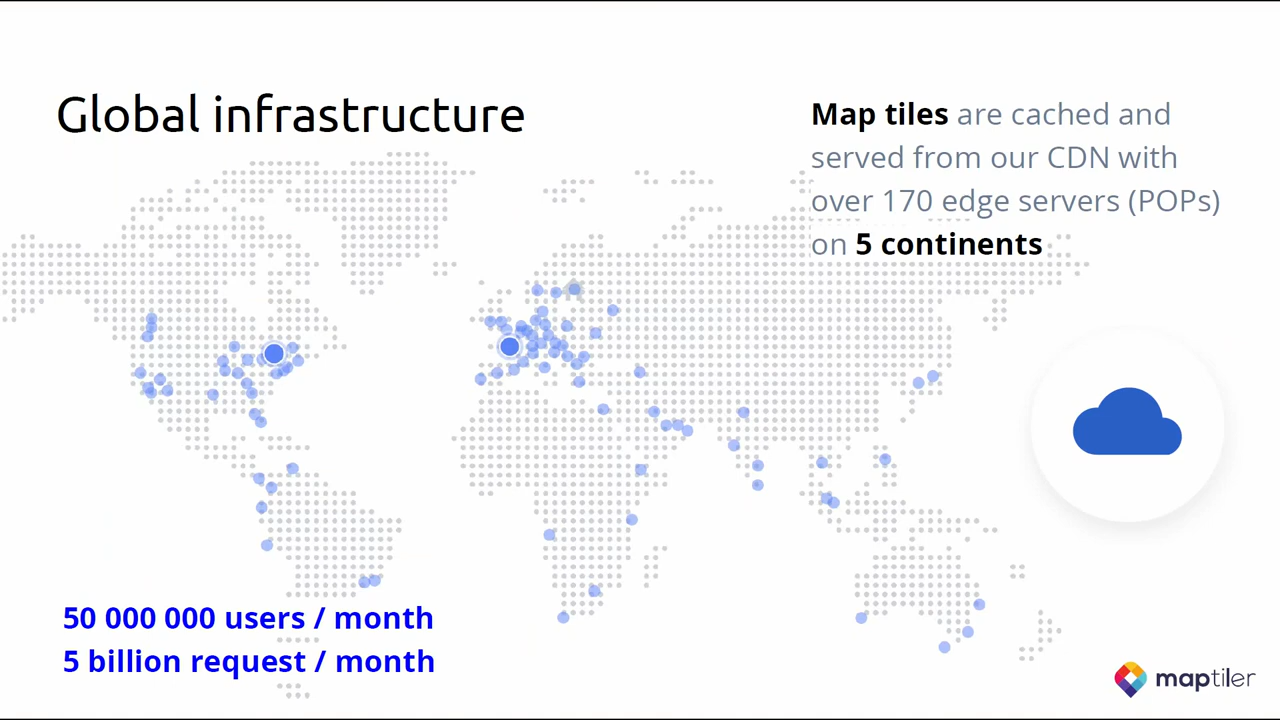 Global infrastructure
Map tiles are cached and
served from our CDN with
over 170 edge servers (POPs)
on 5 continents
50 000 000 users / month
5 billion request / month
maptiler